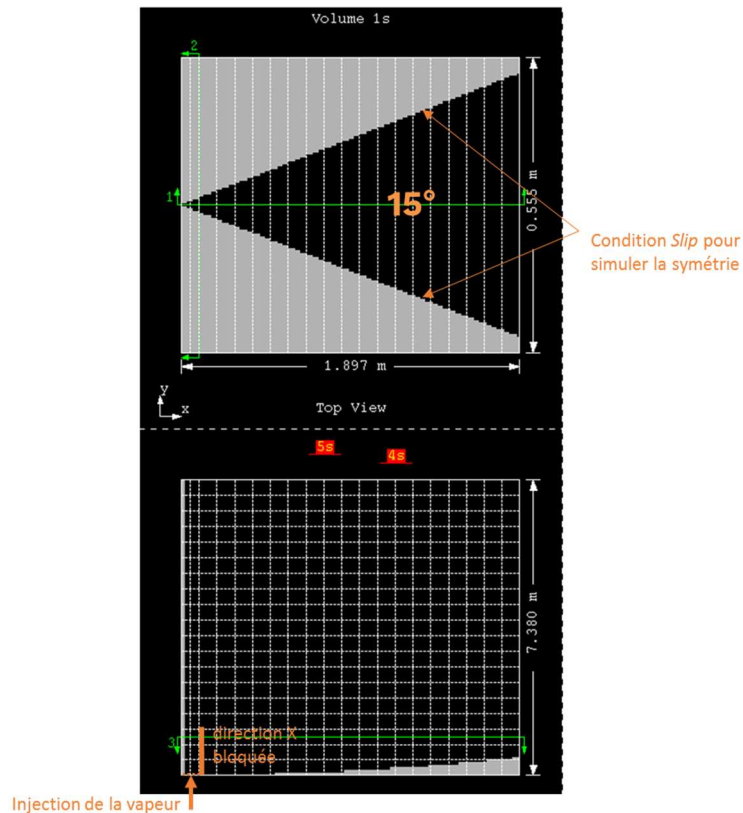 Volume 1s
2
1
15°
0.555 m
Condition Slip pour
simuler la symétrie
1.897 m
y
x
Top View
5s
4s
7.380 m
direction X
3
bloquée
Injection de la vapeur